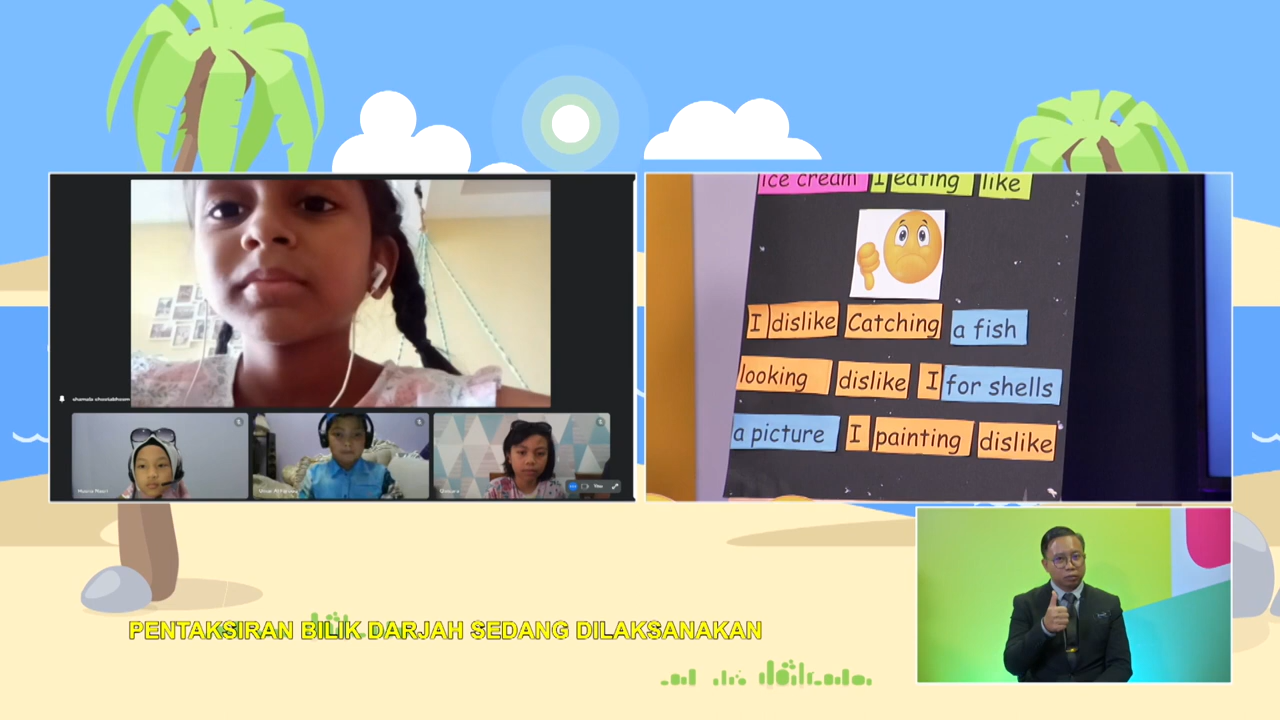 ice cream I eating like
I dislike Catching a fish
looking dislike I for shells
a picture I painting dislike
PENTAKSIRAN BILIK DARJAH SEDANG DILAKSANAKAN